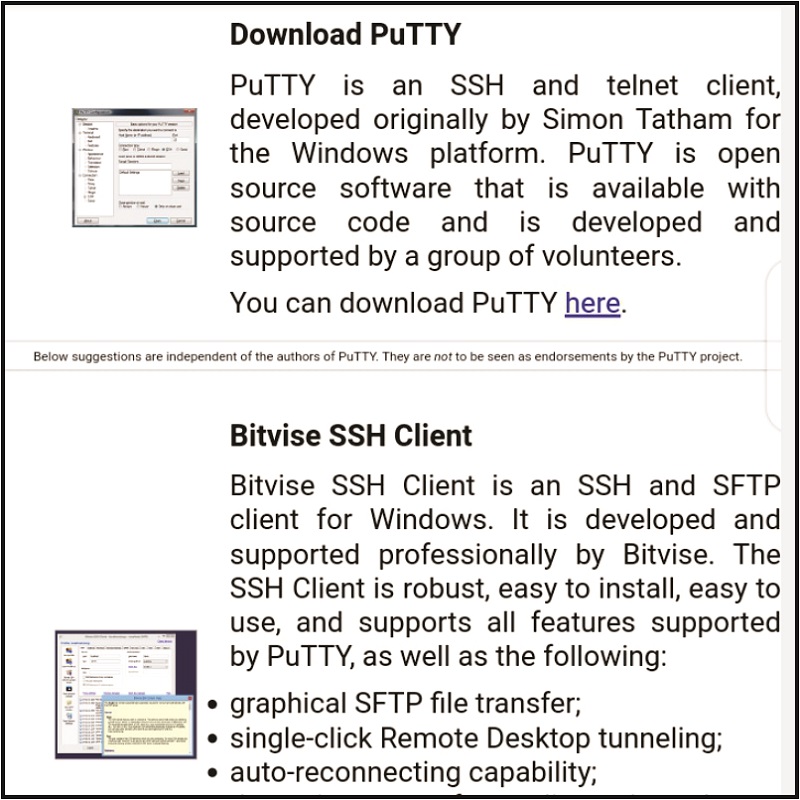 Download PuTTY
PuTTY is an SSH and telnet client,
developed originally by Simon Tatham for
the Windows platform. PuTTY is open
source software that is available with
source code and is developed and
supported by a group of volunteers.
You can download PuTTY here.
Below suggestions are independent of the authors of PuTTY. They are not to be seen as endorsements by the PuTTY project.
Bitvise SSH Client
Bitvise SSH Client is an SSH and SFTP
client for Windows. It is developed and
supported professionally by Bitvise. The
SSH Client is robust, easy to install, easy to
use, and supports all features supported
by PuTTY, as well as the following:
• graphical SFTP file transfer;
• single-click Remote Desktop tunneling;
• auto-reconnecting capability;